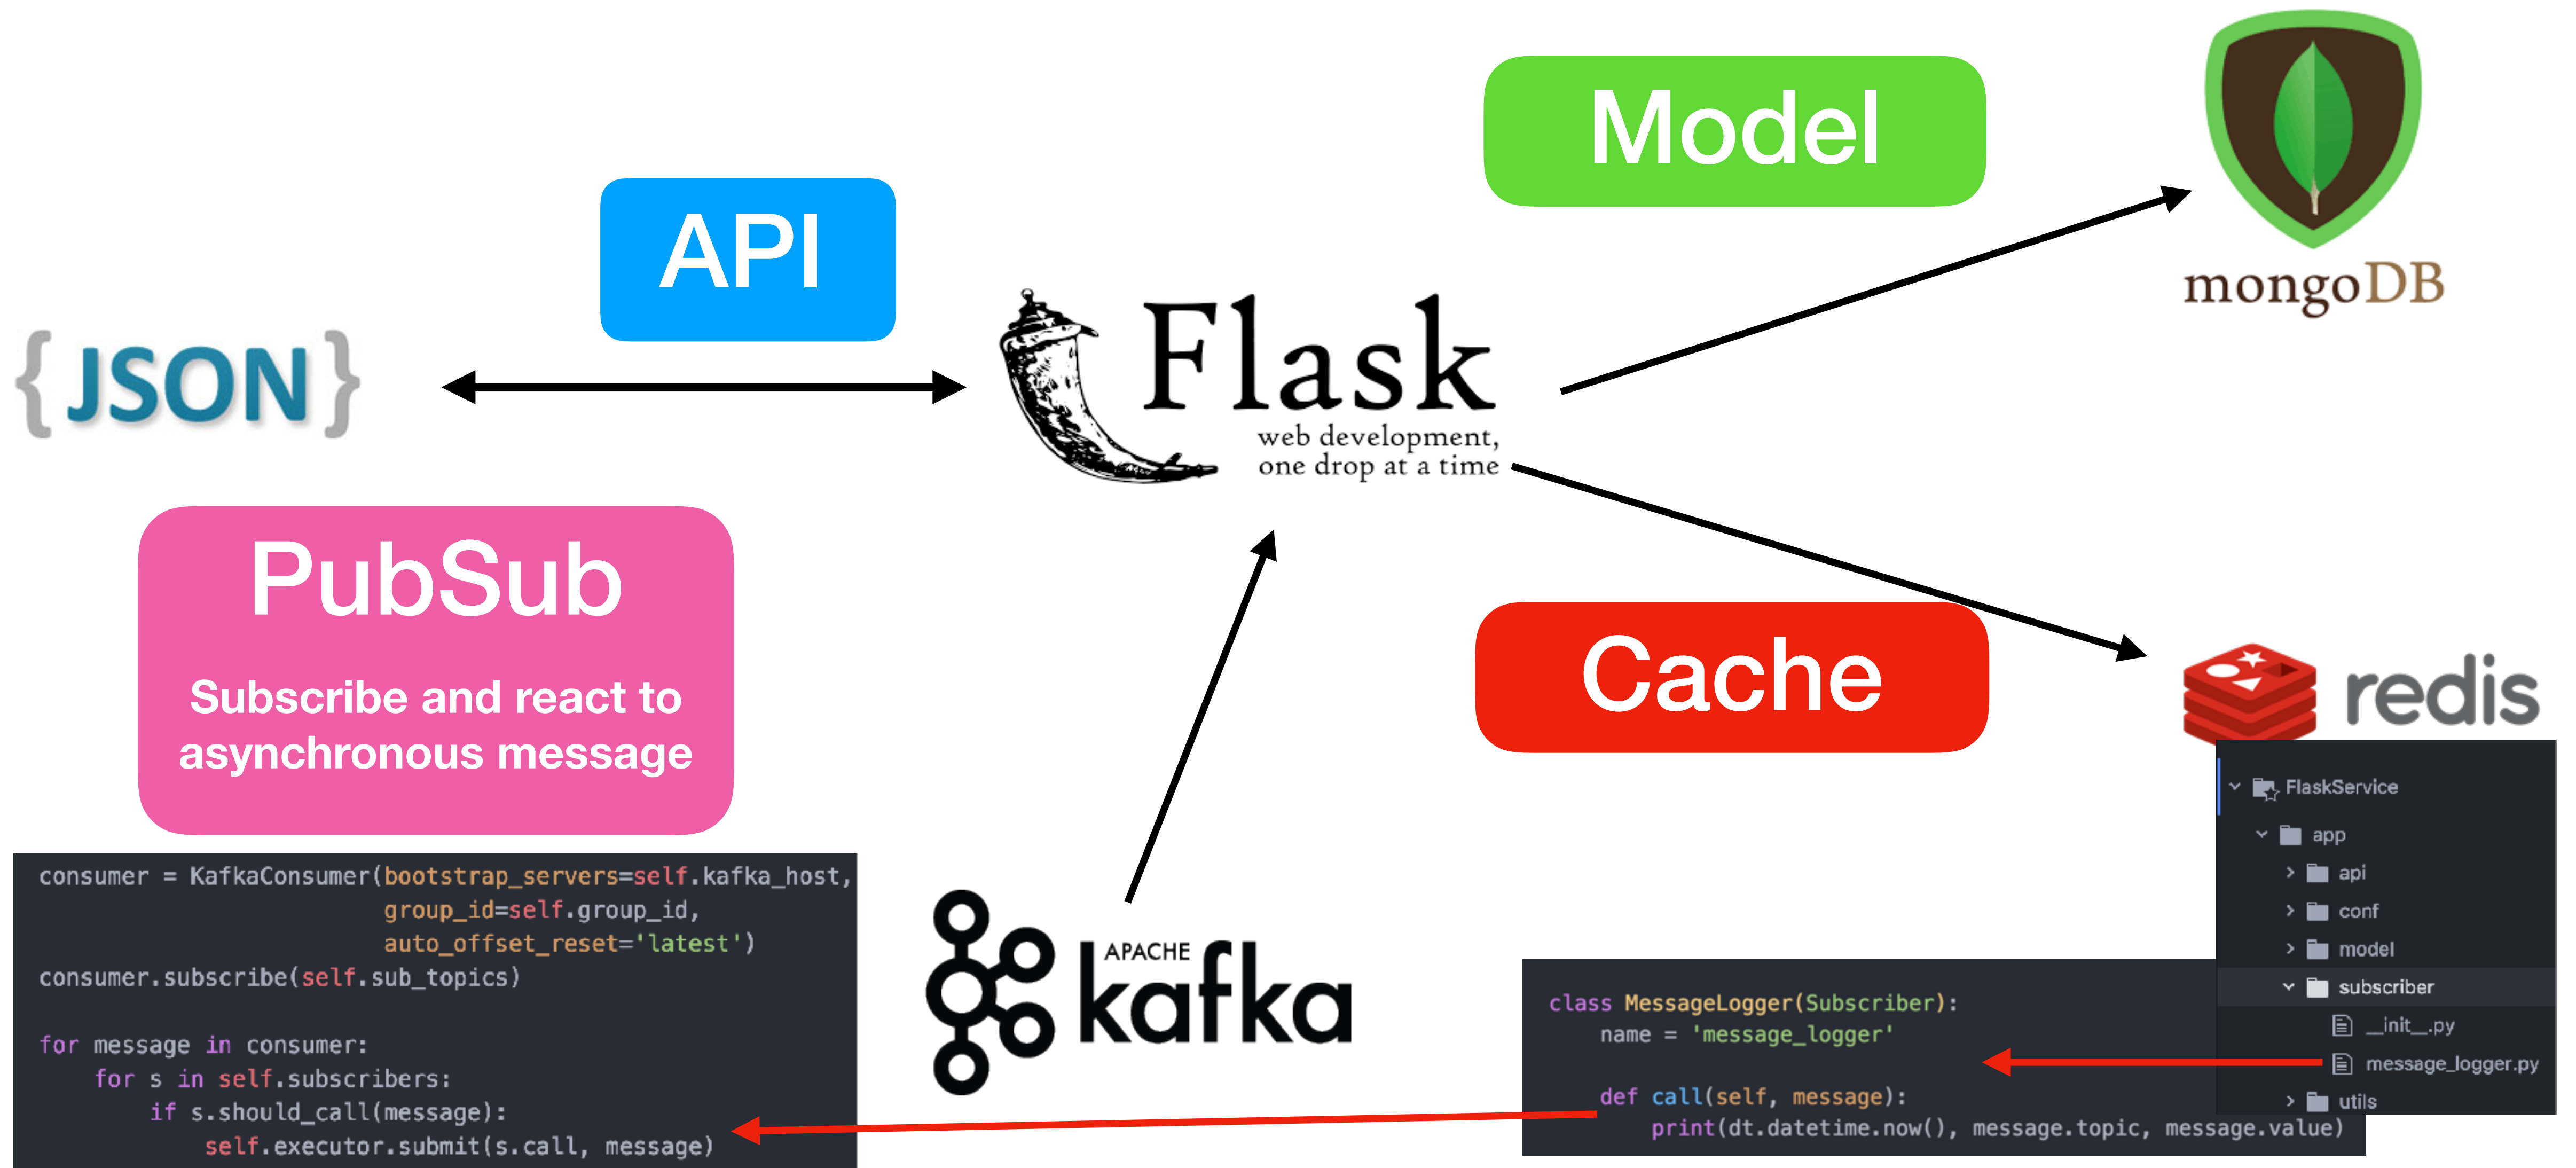 Model
mongoDB
API
{JSON}
Flask
web development,
one drop at a time
PubSub
Subscribe and react to
asynchronous message
Cache
redis
consumer = KafkaConsumer(bootstrap_servers=self.kafka_host,
group_id=self.group_id,
auto_offset_reset='latest')
consumer.subscribe(self.sub_topics)
for message in consumer:
for s in self.subscribers:
if s.should_call(message):
self.executor.submit(s.call, message)
APACHE
kafka
class MessageLogger(Subscriber):
name = 'message_logger'
def call(self, message):
print(dt.datetime.now(), message.topic, message.value)
FlaskService
app
api
conf
model
subscriber
__init__.py
message_logger.py
utils